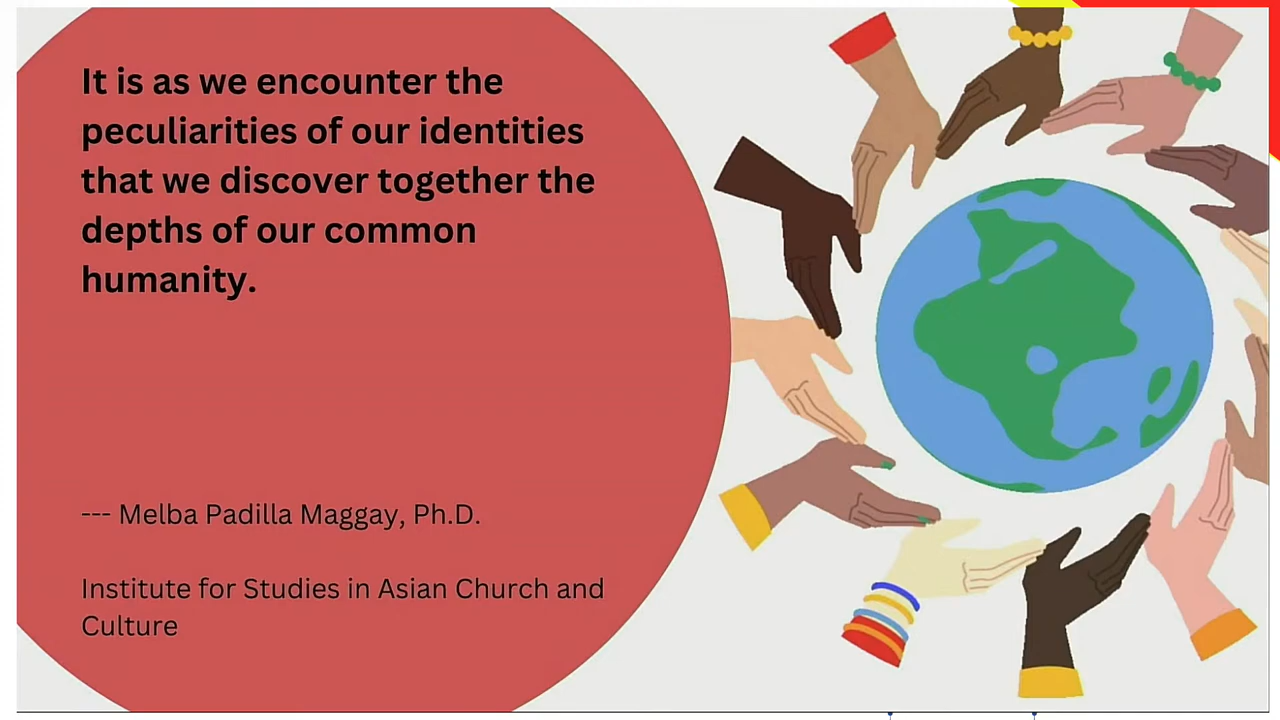 It is as we encounter the
peculiarities of our identities
that we discover together the
depths of our common
humanity.
--- Melba Padilla Maggay, Ph.D.
Institute for Studies in Asian Church and
Culture